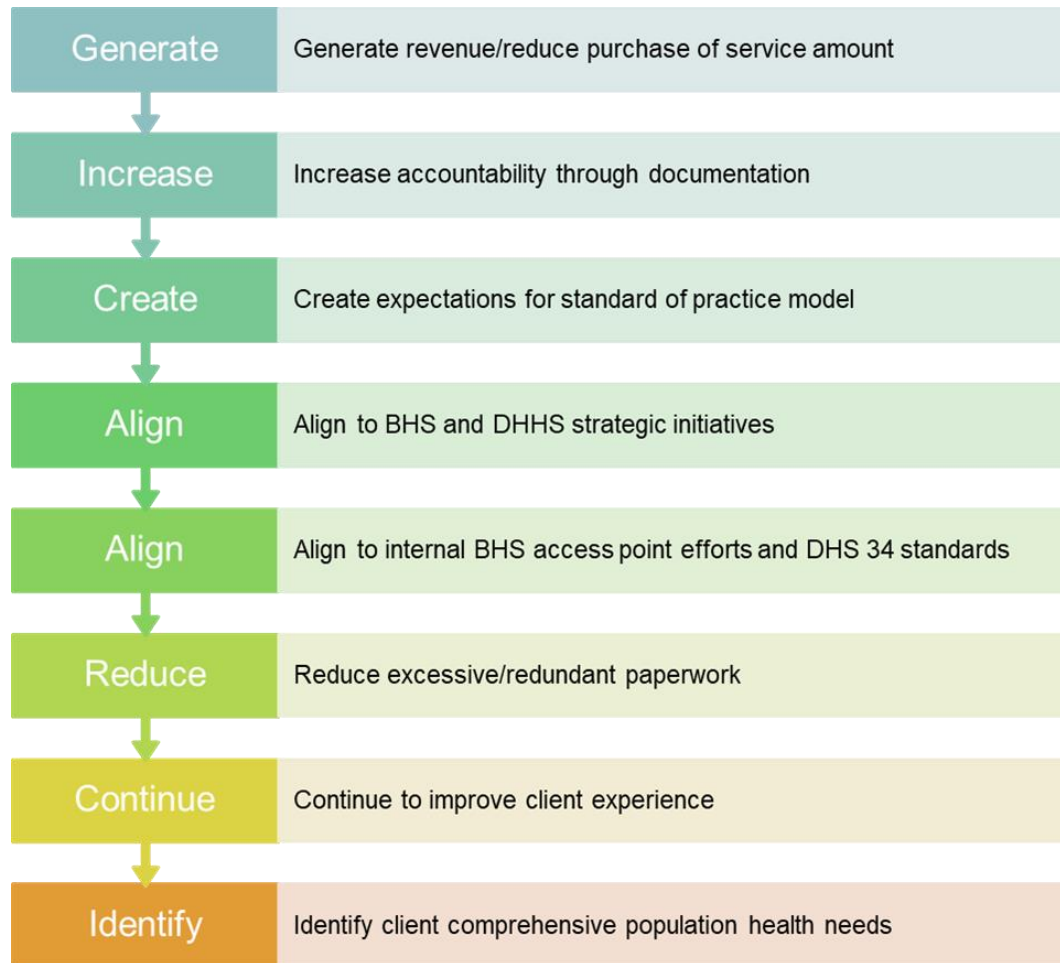 Generate
Generate revenue/reduce purchase of service amount
Increase
Increase accountability through documentation
Create
Create expectations for standard of practice model
Align
Align to BHS and DHHS strategic initiatives
Align
Align to internal BHS access point efforts and DHS 34 standards
Reduce
Reduce excessive/redundant paperwork
Continue
Continue to improve client experience
Identify
Identify client comprehensive population health needs